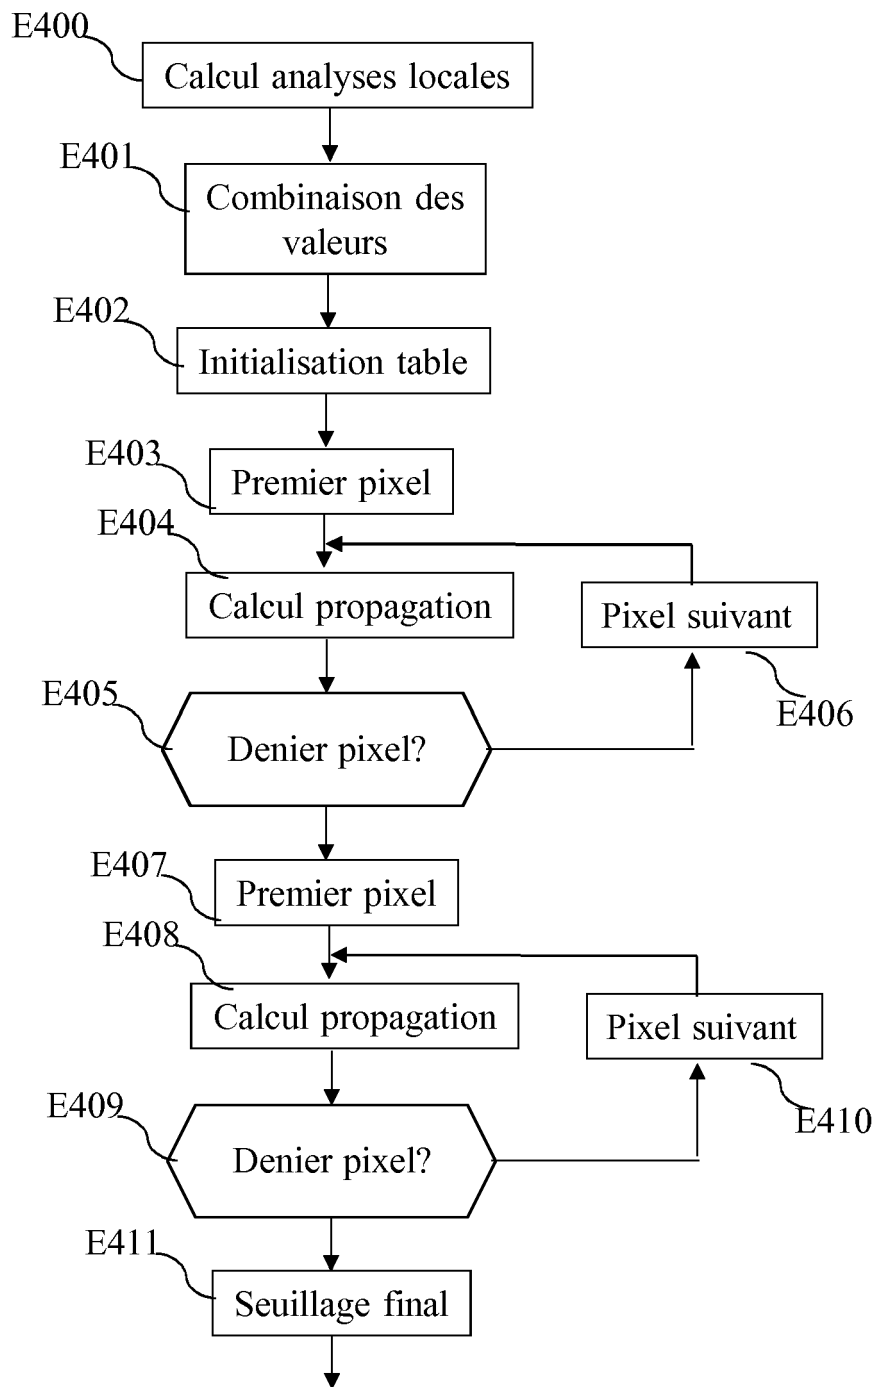 E400
Calcul analyses locales
E401
Combinaison des
valeurs
E402
Initialisation table
E403
Premier pixel
E404
Calcul propagation
Pixel suivant
E405
E406
Denier pixel?
E407
Premier pixel
E408
Calcul propagation
Pixel suivant
E409
E410
Denier pixel?
E411
Seuillage final